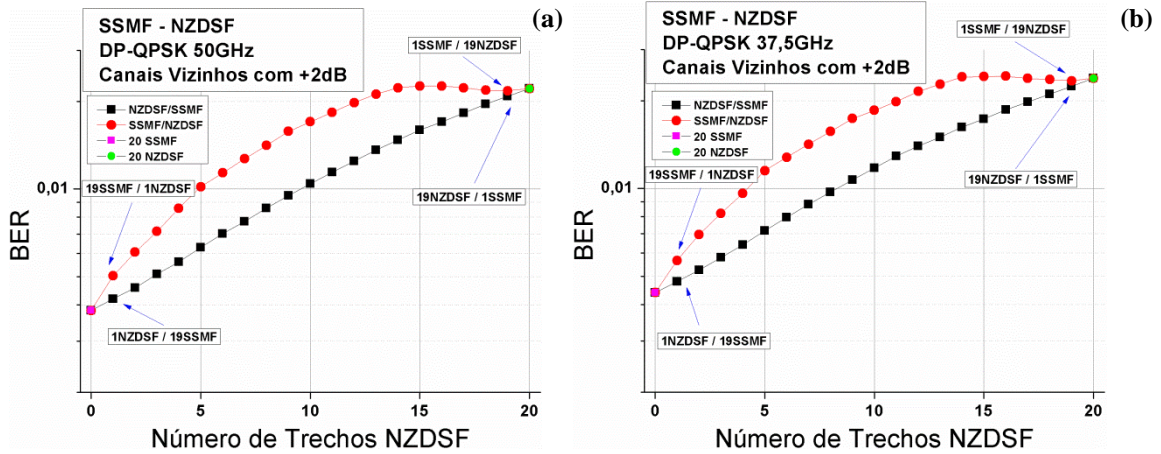 (a)
SSMF - NZDSF
DP-QPSK 50GHz
Canais Vizinhos com +2dB
1SSMF / 19NZDSF
NZDSF/SSMF
SSMF/NZDSF
20 SSMF
20 NZDSF
19SSMF / 1NZDSF
19NZDSF / 1SSMF
1NZDSF / 19SSMF
0,01
BER
0 5 10 15 20
Número de Trechos NZDSF
(b)
SSMF - NZDSF
DP-QPSK 37,5GHz
Canais Vizinhos com +2dB
1SSMF / 19NZDSF
NZDSF/SSMF
SSMF/NZDSF
20 SSMF
20 NZDSF
19SSMF / 1NZDSF
19NZDSF / 1SSMF
1NZDSF / 19SSMF
0,01
BER
0 5 10 15 20
Número de Trechos NZDSF